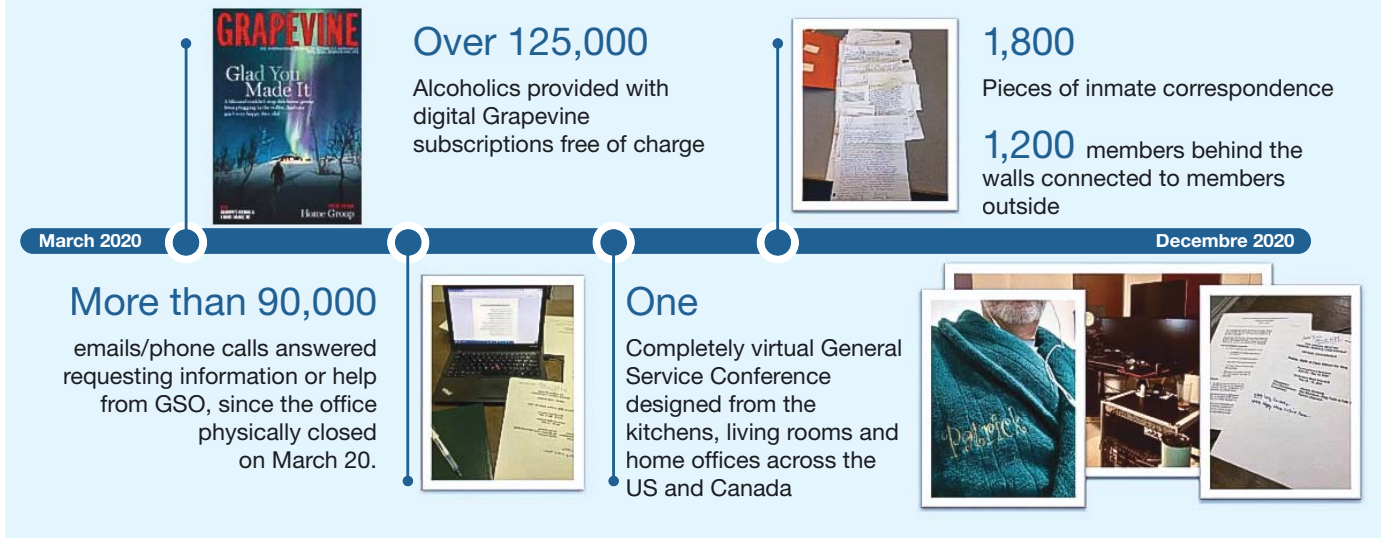 GRAPEVINE
Glad You
Made It
Home Group
Over 125,000
Alcoholics provided with
digital Grapevine
subscriptions free of charge
1,800
Pieces of inmate correspondence
1,200 members behind the
walls connected to members
outside
March 2020
Decembre 2020
More than 90,000
emails/phone calls answered
requesting information or help
from GSO, since the office
physically closed
on March 20.
One
Completely virtual General
Service Conference
designed from the
kitchens, living rooms and
home offices across the
US and Canada
Patrick